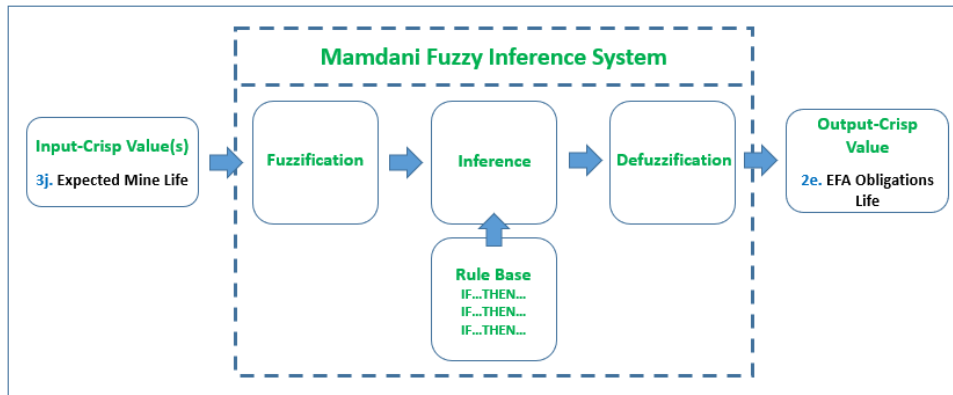 Mamdani Fuzzy Inference System
Input-Crisp Value(s)
3j. Expected Mine Life
Fuzzification
Inference
Defuzzification
Output-Crisp
Value
2e. EFA Obligations
Life
Rule Base
IF...THEN...
IF...THEN...
IF...THEN...